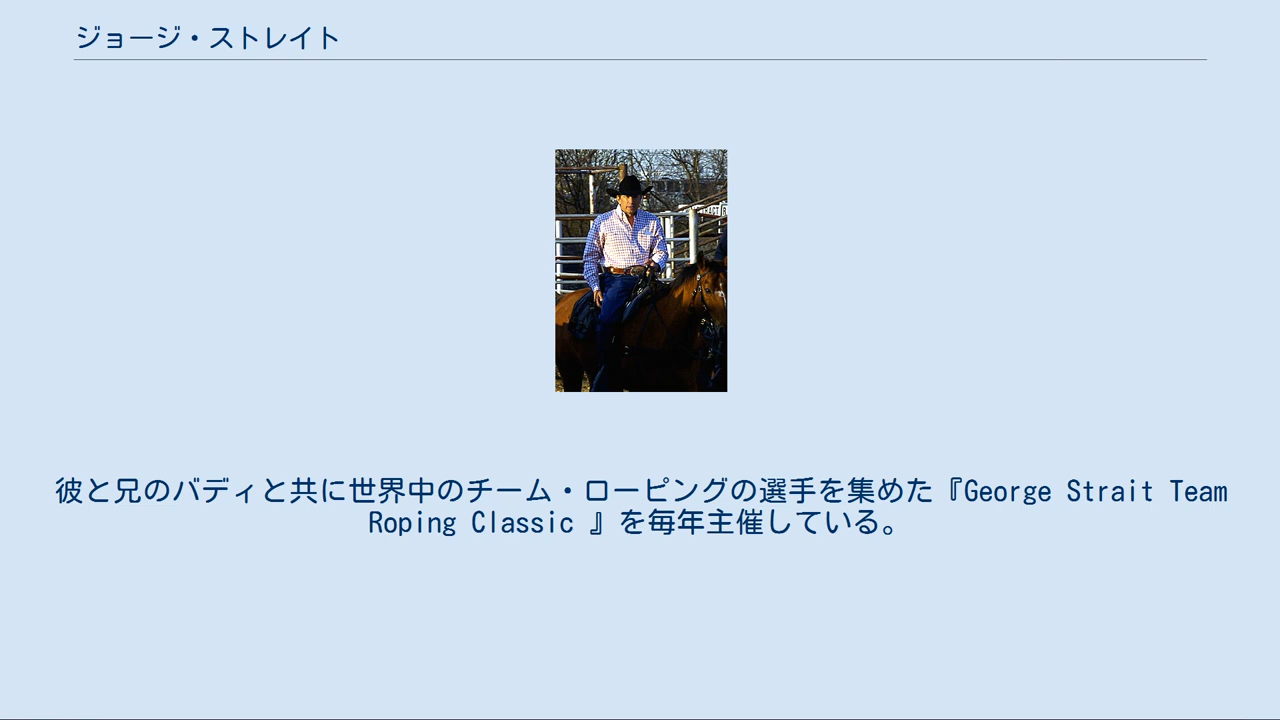 ジョージ・ストレイト
彼と兄のバディと共に世界中のチーム・ローピングの選手を集めた『George Strait Team
Roping Classic 』を毎年主催している。